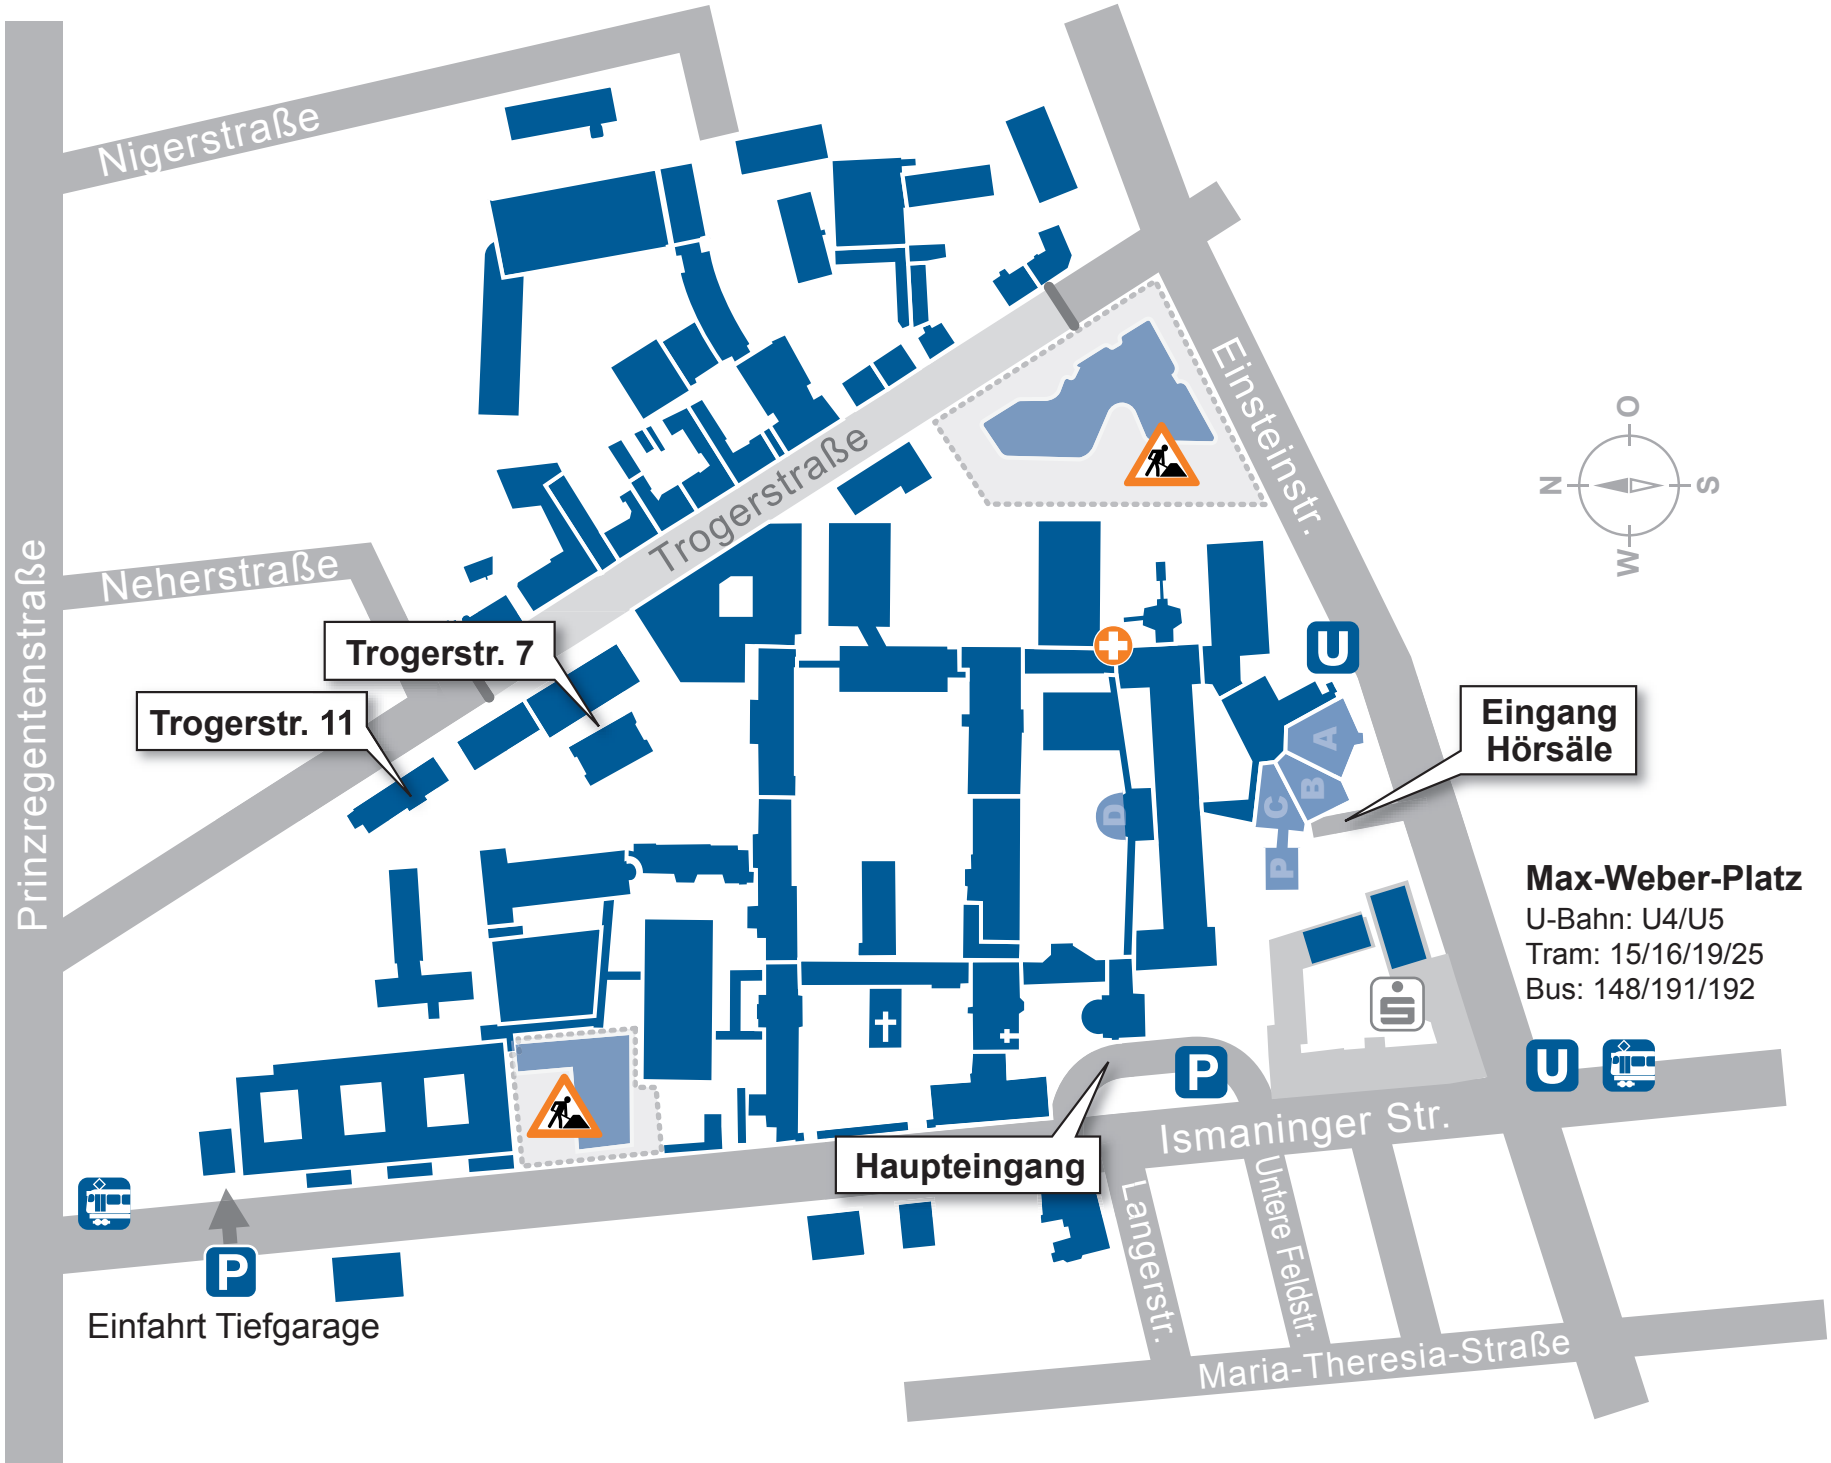 Nigerstraße
Neherstraße
Prinzregentenstraße
Trogerstraße
Einsteinstr.
O
N
S
W
Trogerstr. 7
Trogerstr. 11
U
Eingang
Hörsäle
A
B
C
D
P
Max-Weber-Platz
U-Bahn: U4/U5
Tram: 15/16/19/25
Bus: 148/191/192
S
P
U
Ismaninger Str.
Haupteingang
Langerstr.
Untere Feldstr.
Maria-Theresia-Straße
P
Einfahrt Tiefgarage